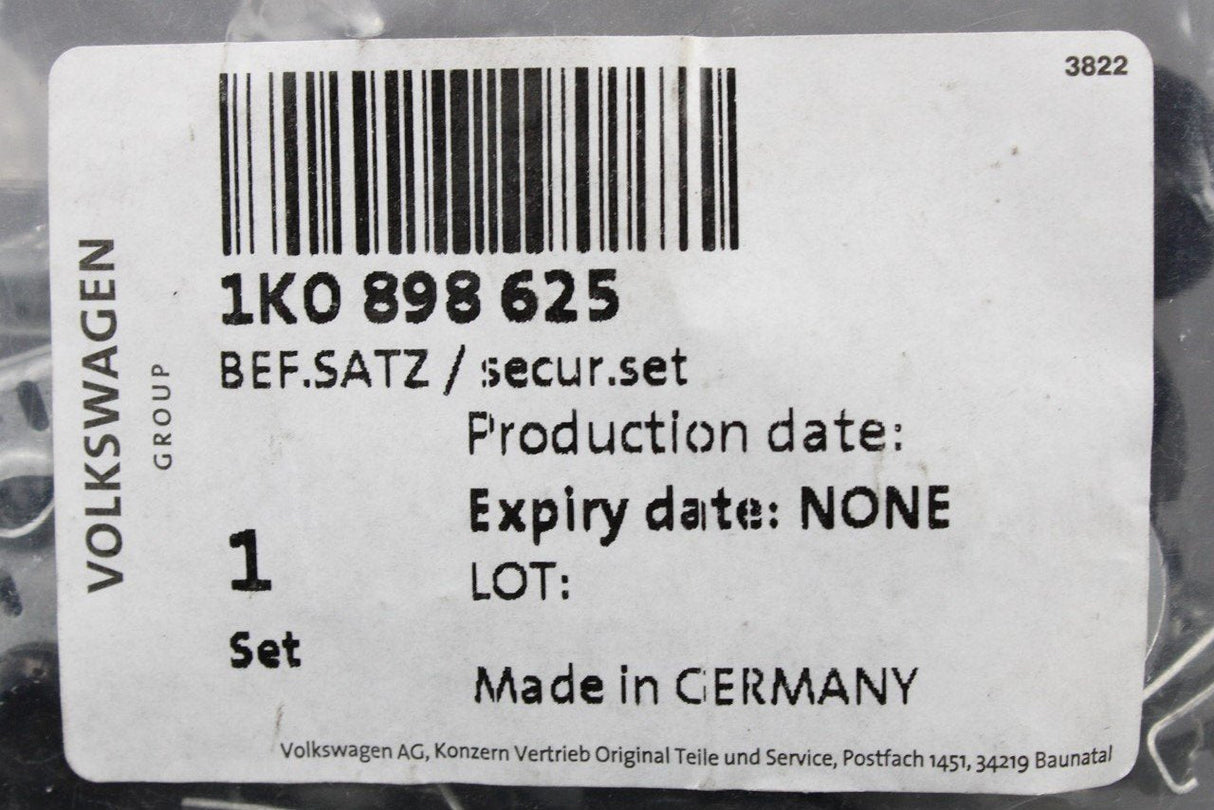 3822
VOLKSWAGEN
GROUP
1K0 898 625
BEF.SATZ / secur.set
Production date:
Expiry date: NONE
1
LOT:
Set
Made in GERMANY
Volkswagen AG, Konzern Vertrieb Original Teile und Service, Postfach 1451, 34219 Baunatal